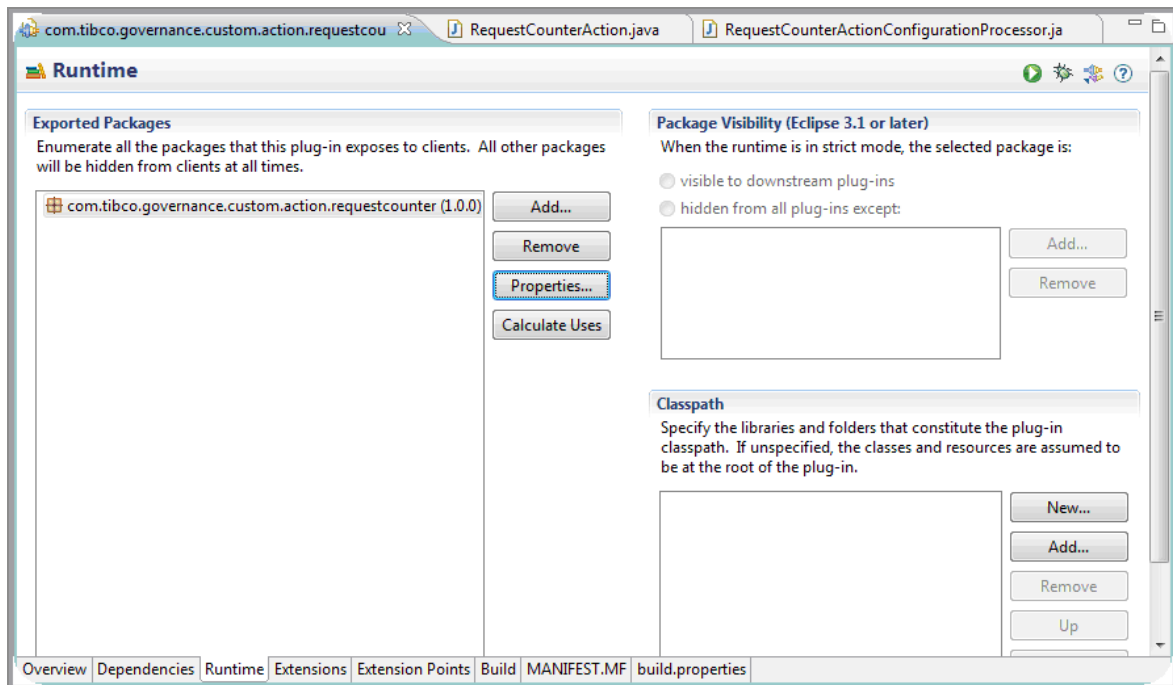 com.tibco.governance.custom.action.requestcou
RequestCounterAction.java
RequestCounterActionConfigurationProcessor.ja
Runtime
Exported Packages
Enumerate all the packages that this plug-in exposes to clients. All other packages
will be hidden from clients at all times.
com.tibco.governance.custom.action.requestcounter (1.0.0)
Add...
Remove
Properties...
Calculate Uses
Package Visibility (Eclipse 3.1 or later)
When the runtime is in strict mode, the selected package is:
visible to downstream plug-ins
hidden from all plug-ins except:
Add...
Remove
Classpath
Specify the libraries and folders that constitute the plug-in
classpath. If unspecified, the classes and resources are assumed to
be at the root of the plug-in.
New...
Add...
Remove
Up
Overview Dependencies Runtime Extensions Extension Points Build MANIFEST.MF build.properties